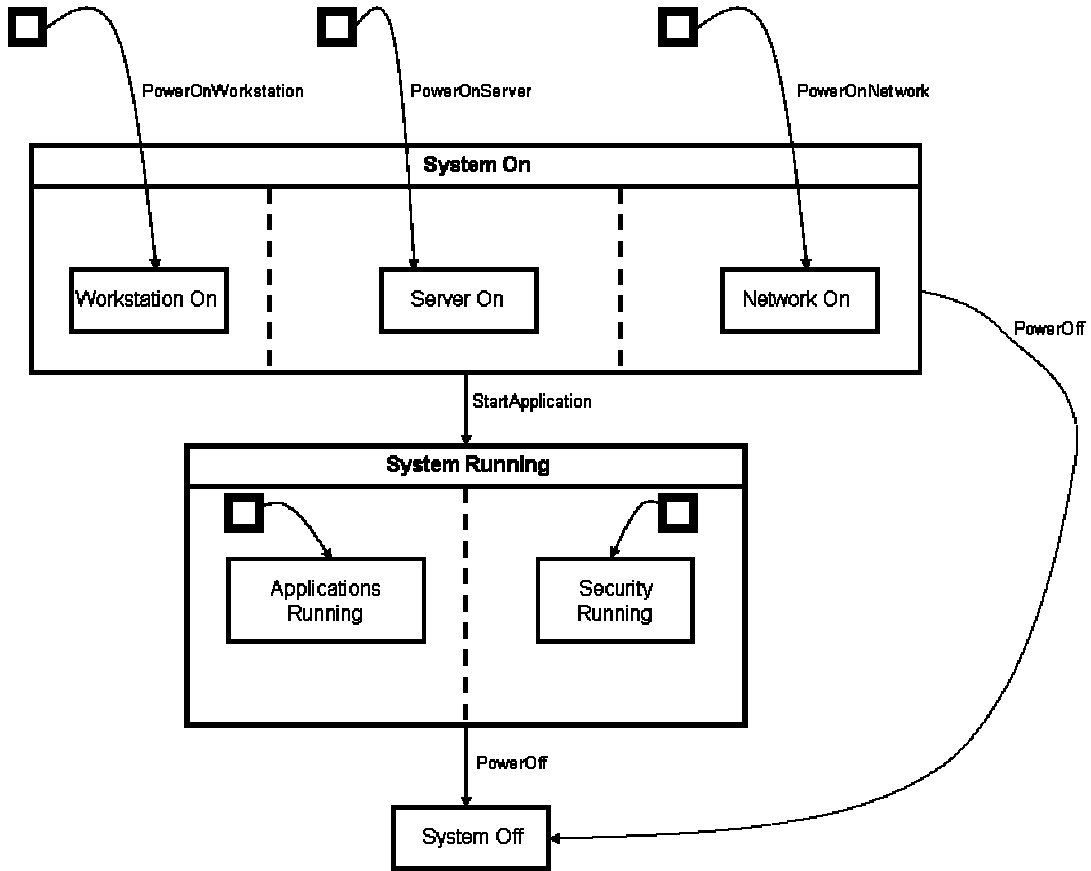 PowerOnWorkstation
PowerOnServer
PowerOnNetwork
System On
Workstation On
Server On
Network On
PowerOff
StartApplication
System Running
Applications
Running
Security
Running
PowerOff
System Off